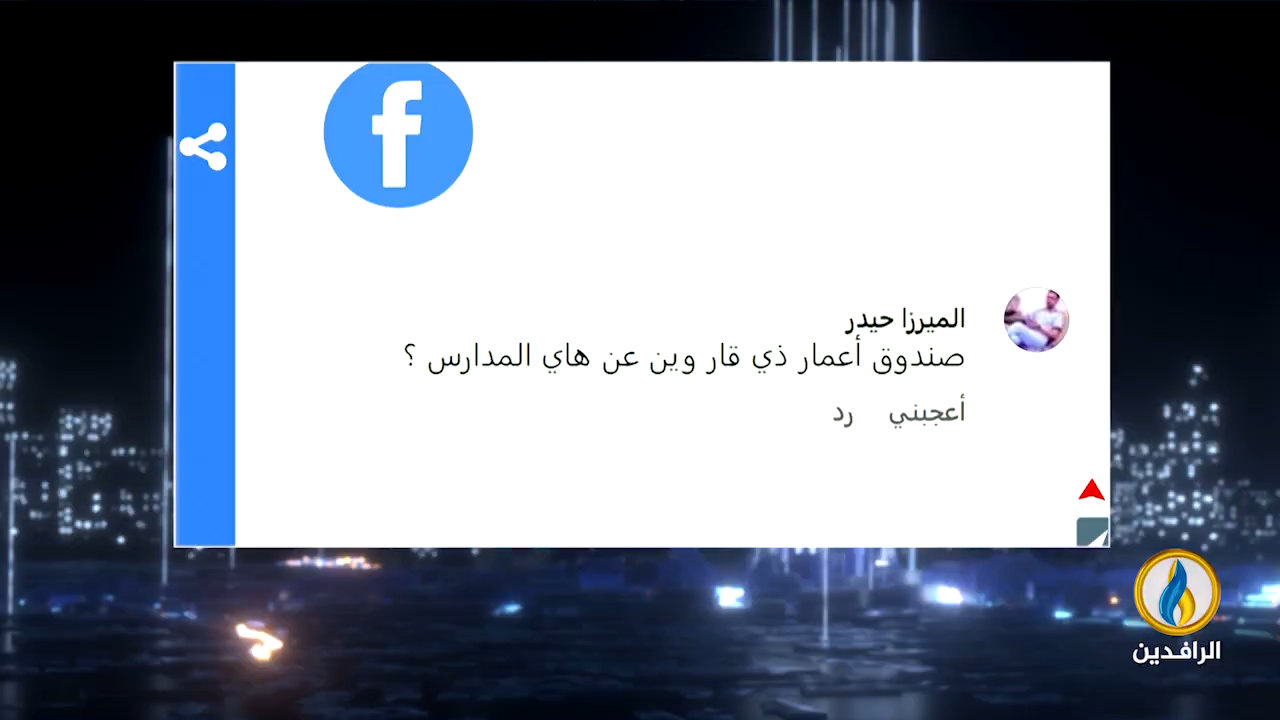 الميرزا حيدر
صندوق أعمار ذي قار وين عن هاي المدارس ؟
أعجبني رد
الرافدين